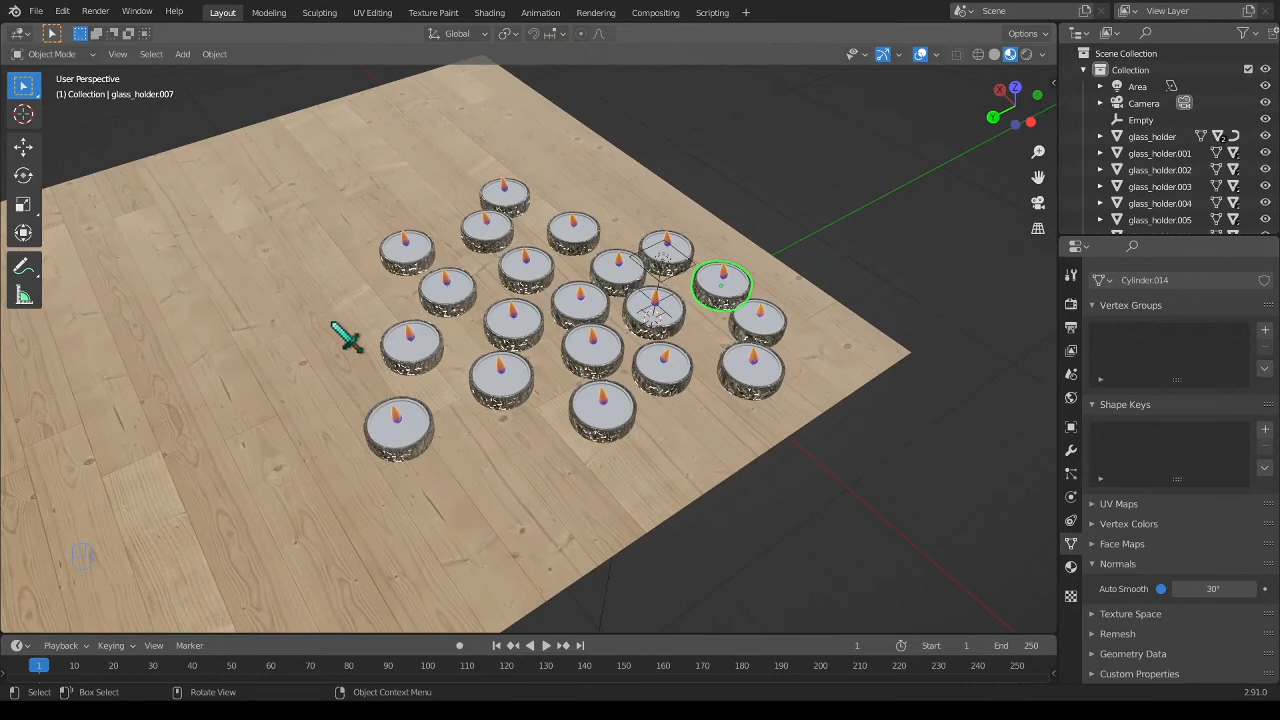 File Edit Render Window Help Layout Modeling Sculpting UV Editing Texture Paint Shading Animation Rendering Compositing Scripting + Scene View Layer
Global Options
Object Mode View Select Add Object
User Perspective
(1) Collection | glass_holder.007
X Y Z
Scene Collection
Collection
Area
Camera
Empty
glass_holder
glass_holder.001
glass_holder.002
glass_holder.003
glass_holder.004
glass_holder.005
Cylinder.014
Vertex Groups
Shape Keys
UV Maps
Vertex Colors
Face Maps
Normals
Auto Smooth 30°
Texture Space
Remesh
Geometry Data
Custom Properties
Playback Keying View Marker 1 Start 1 End 250
1 10 20 30 40 50 60 70 80 90 100 110 120 130 140 150 160 170 180 190 200 210 220 230 240 250
Select Box Select Rotate View Object Context Menu 2.91.0